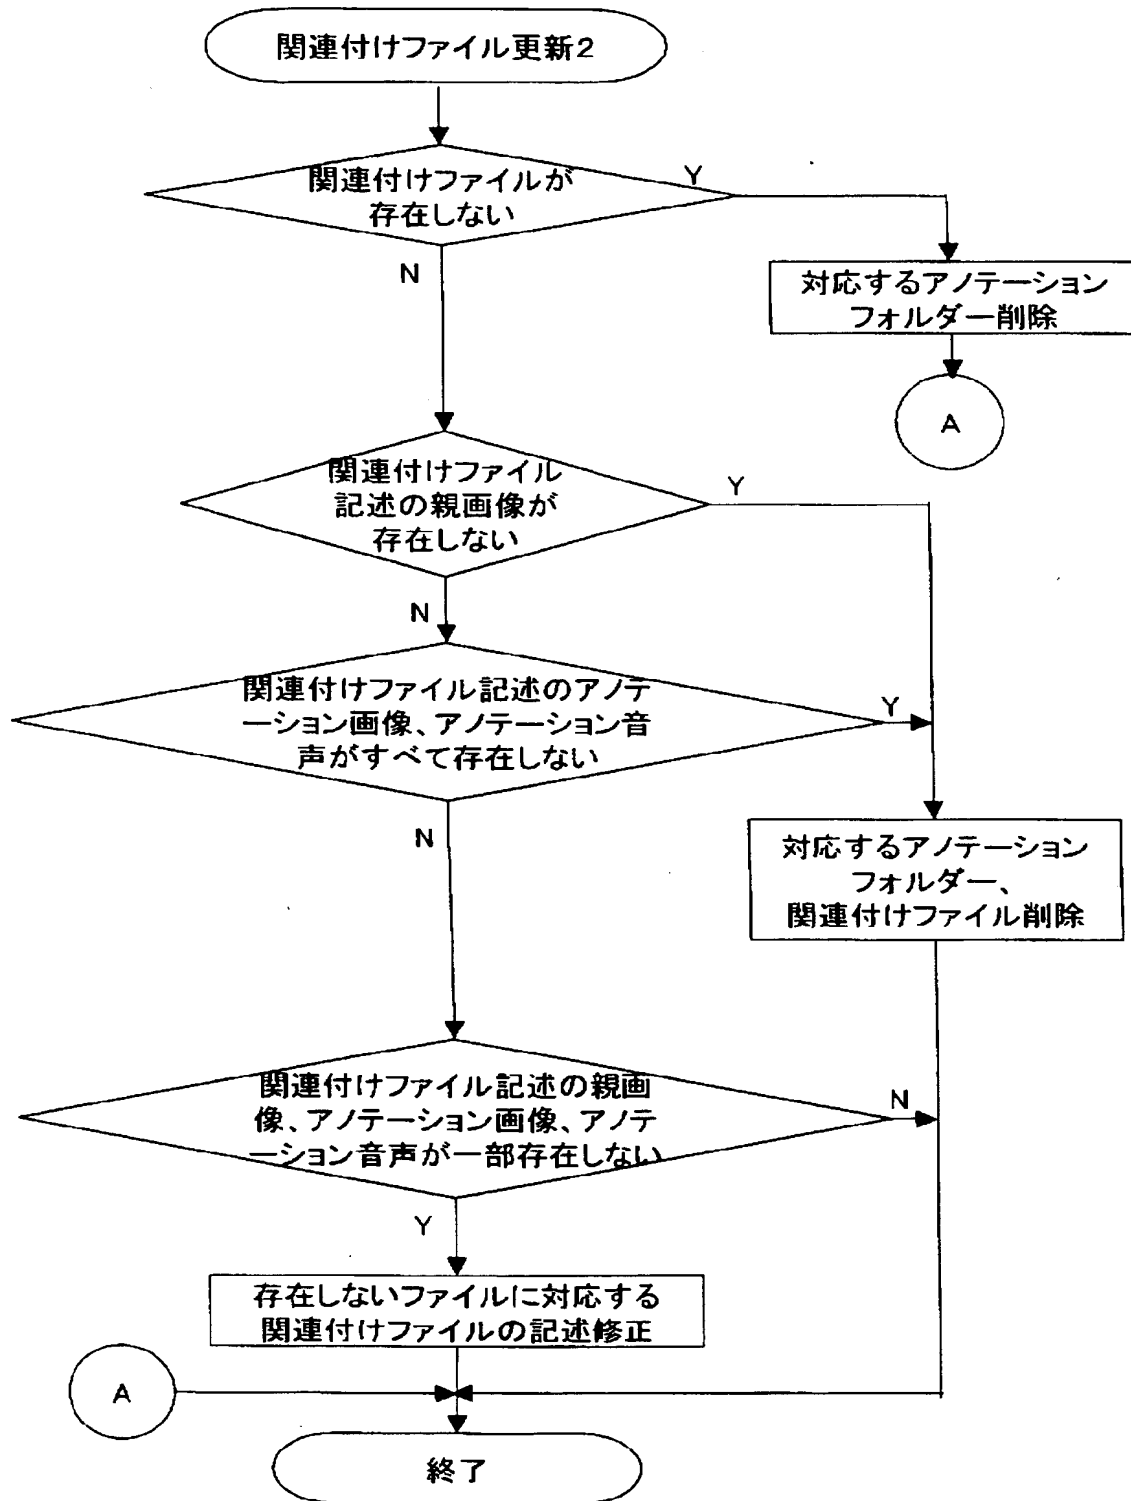 関連付けファイル更新2
関連付けファイルが
存在しない
Y
N
対応するアノテーション
フォルダー削除
A
関連付けファイル
記述の親画像が
存在しない
Y
N
関連付けファイル記述のアノテ
ーション画像、アノテーション音
声がすべて存在しない
Y
N
対応するアノテーション
フォルダー、
関連付けファイル削除
関連付けファイル記述の親画
像、アノテーション画像、アノテ
ーション音声が一部存在しない
N
Y
存在しないファイルに対応する
関連付けファイルの記述修正
A
終了